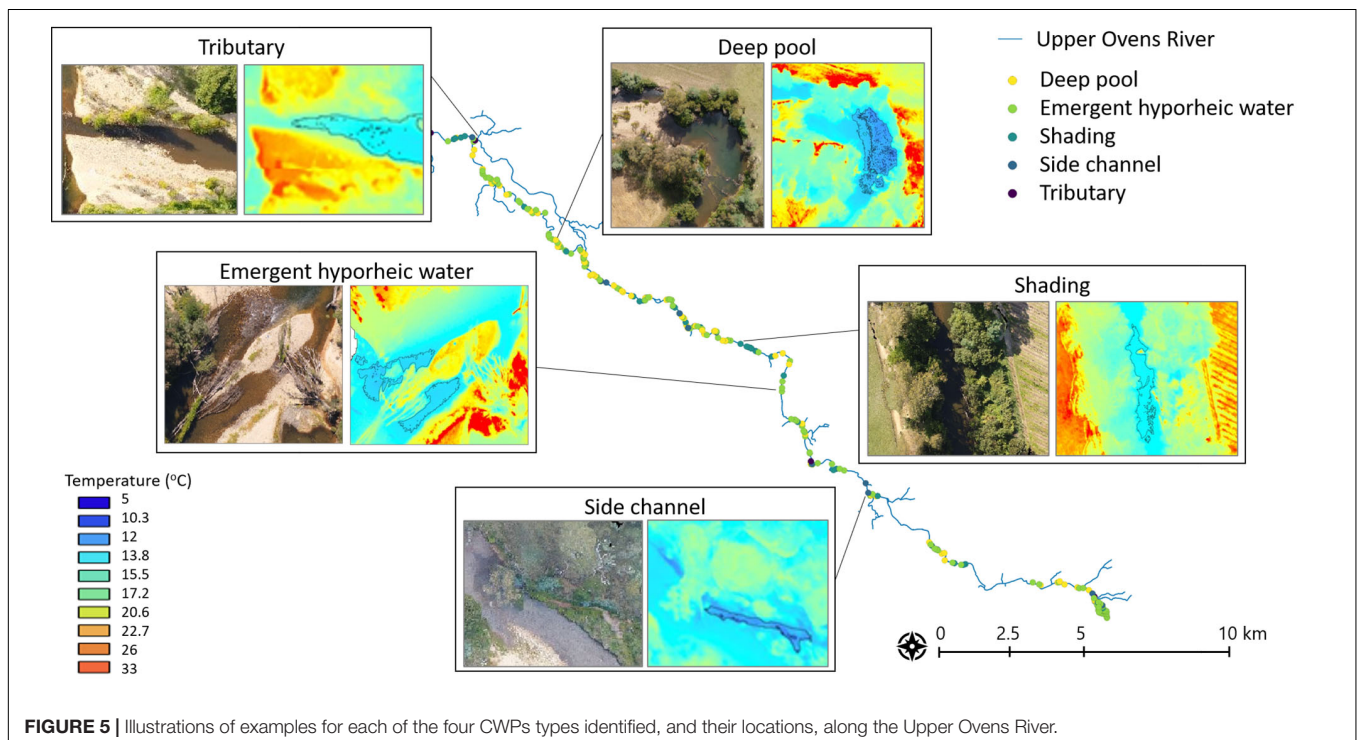 Tributary
Deep pool
Upper Ovens River
Deep pool
Emergent hyporheic water
Shading
Side channel
Tributary
Emergent hyporheic water
Shading
Temperature (°C)
5
10.3
12
13.8
15.5
17.2
20.6
22.7
26
33
Side channel
0 2.5 5 10 km
FIGURE 5 | Illustrations of examples for each of the four CWPs types identified, and their locations, along the Upper Ovens River.